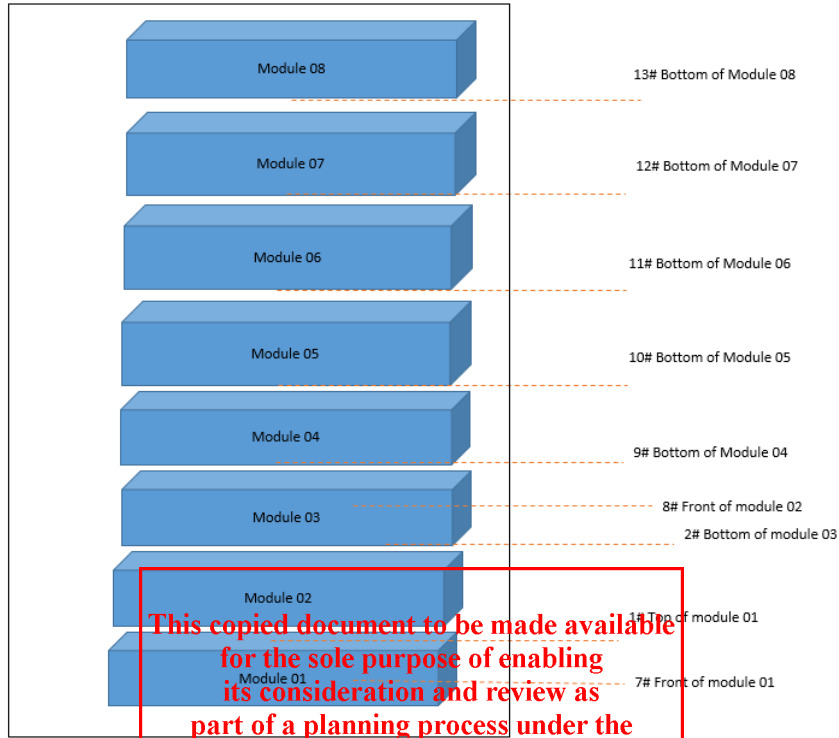 Module 08
13# Bottom of Module 08
Module 07
12# Bottom of Module 07
Module 06
11# Bottom of Module 06
Module 05
10# Bottom of Module 05
Module 04
9# Bottom of Module 04
8# Front of module 02
Module 03
2# Bottom of module 03
Module 02
1# Top of module 01
This copied document to be made available
for the sole purpose of enabling
Module 01
7# Front of module 01
its consideration and review as
part of a planning process under the